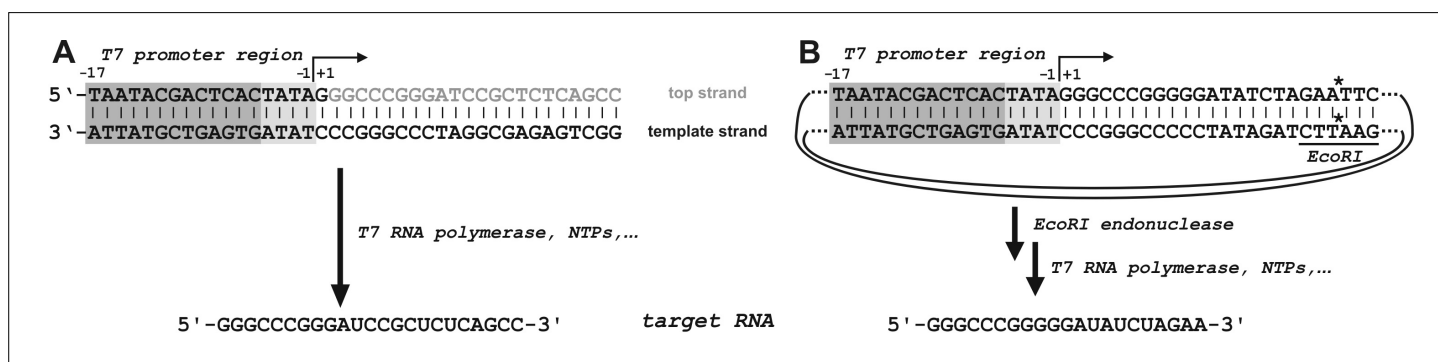 A T7 promoter region
-17 -1 +1
5'-TAATACGACTCACTATAGGGCCCGGGATCCGCTCTCAGCC top strand
3'-ATTATGCTGAGTGATATCCCGGGCCCTAGGCGAGAGTCGG template strand
T7 RNA polymerase, NTPs,…
5'-GGGCCCGGGAUCCGCUCUCAGCC-3'
target RNA
B T7 promoter region
-17 -1 +1
*
···TAATACGACTCACTATAGGGCCCGGGGGATATCTAGAATTC···
*
···ATTATGCTGAGTGATATCCCGGGCCCCCTATAGATCTTAAG···
EcoRI
EcoRI endonuclease
T7 RNA polymerase, NTPs,…
5'-GGGCCCGGGGGAUAUCUAGAA-3'